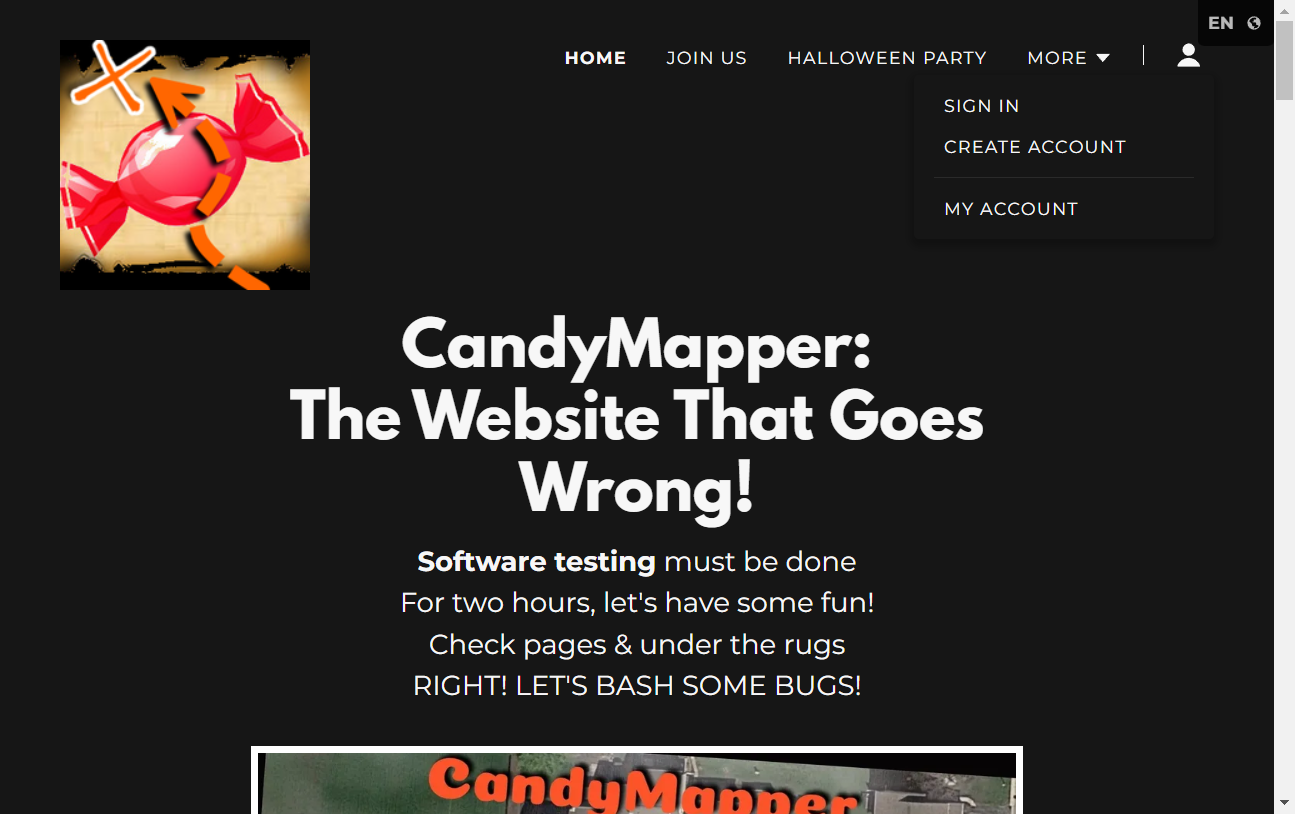 EN
HOME JOIN US HALLOWEEN PARTY MORE
SIGN IN
CREATE ACCOUNT
MY ACCOUNT
CandyMapper:
The Website That Goes
Wrong!
Software testing must be done
For two hours, let's have some fun!
Check pages & under the rugs
RIGHT! LET'S BASH SOME BUGS!
CandyMapper